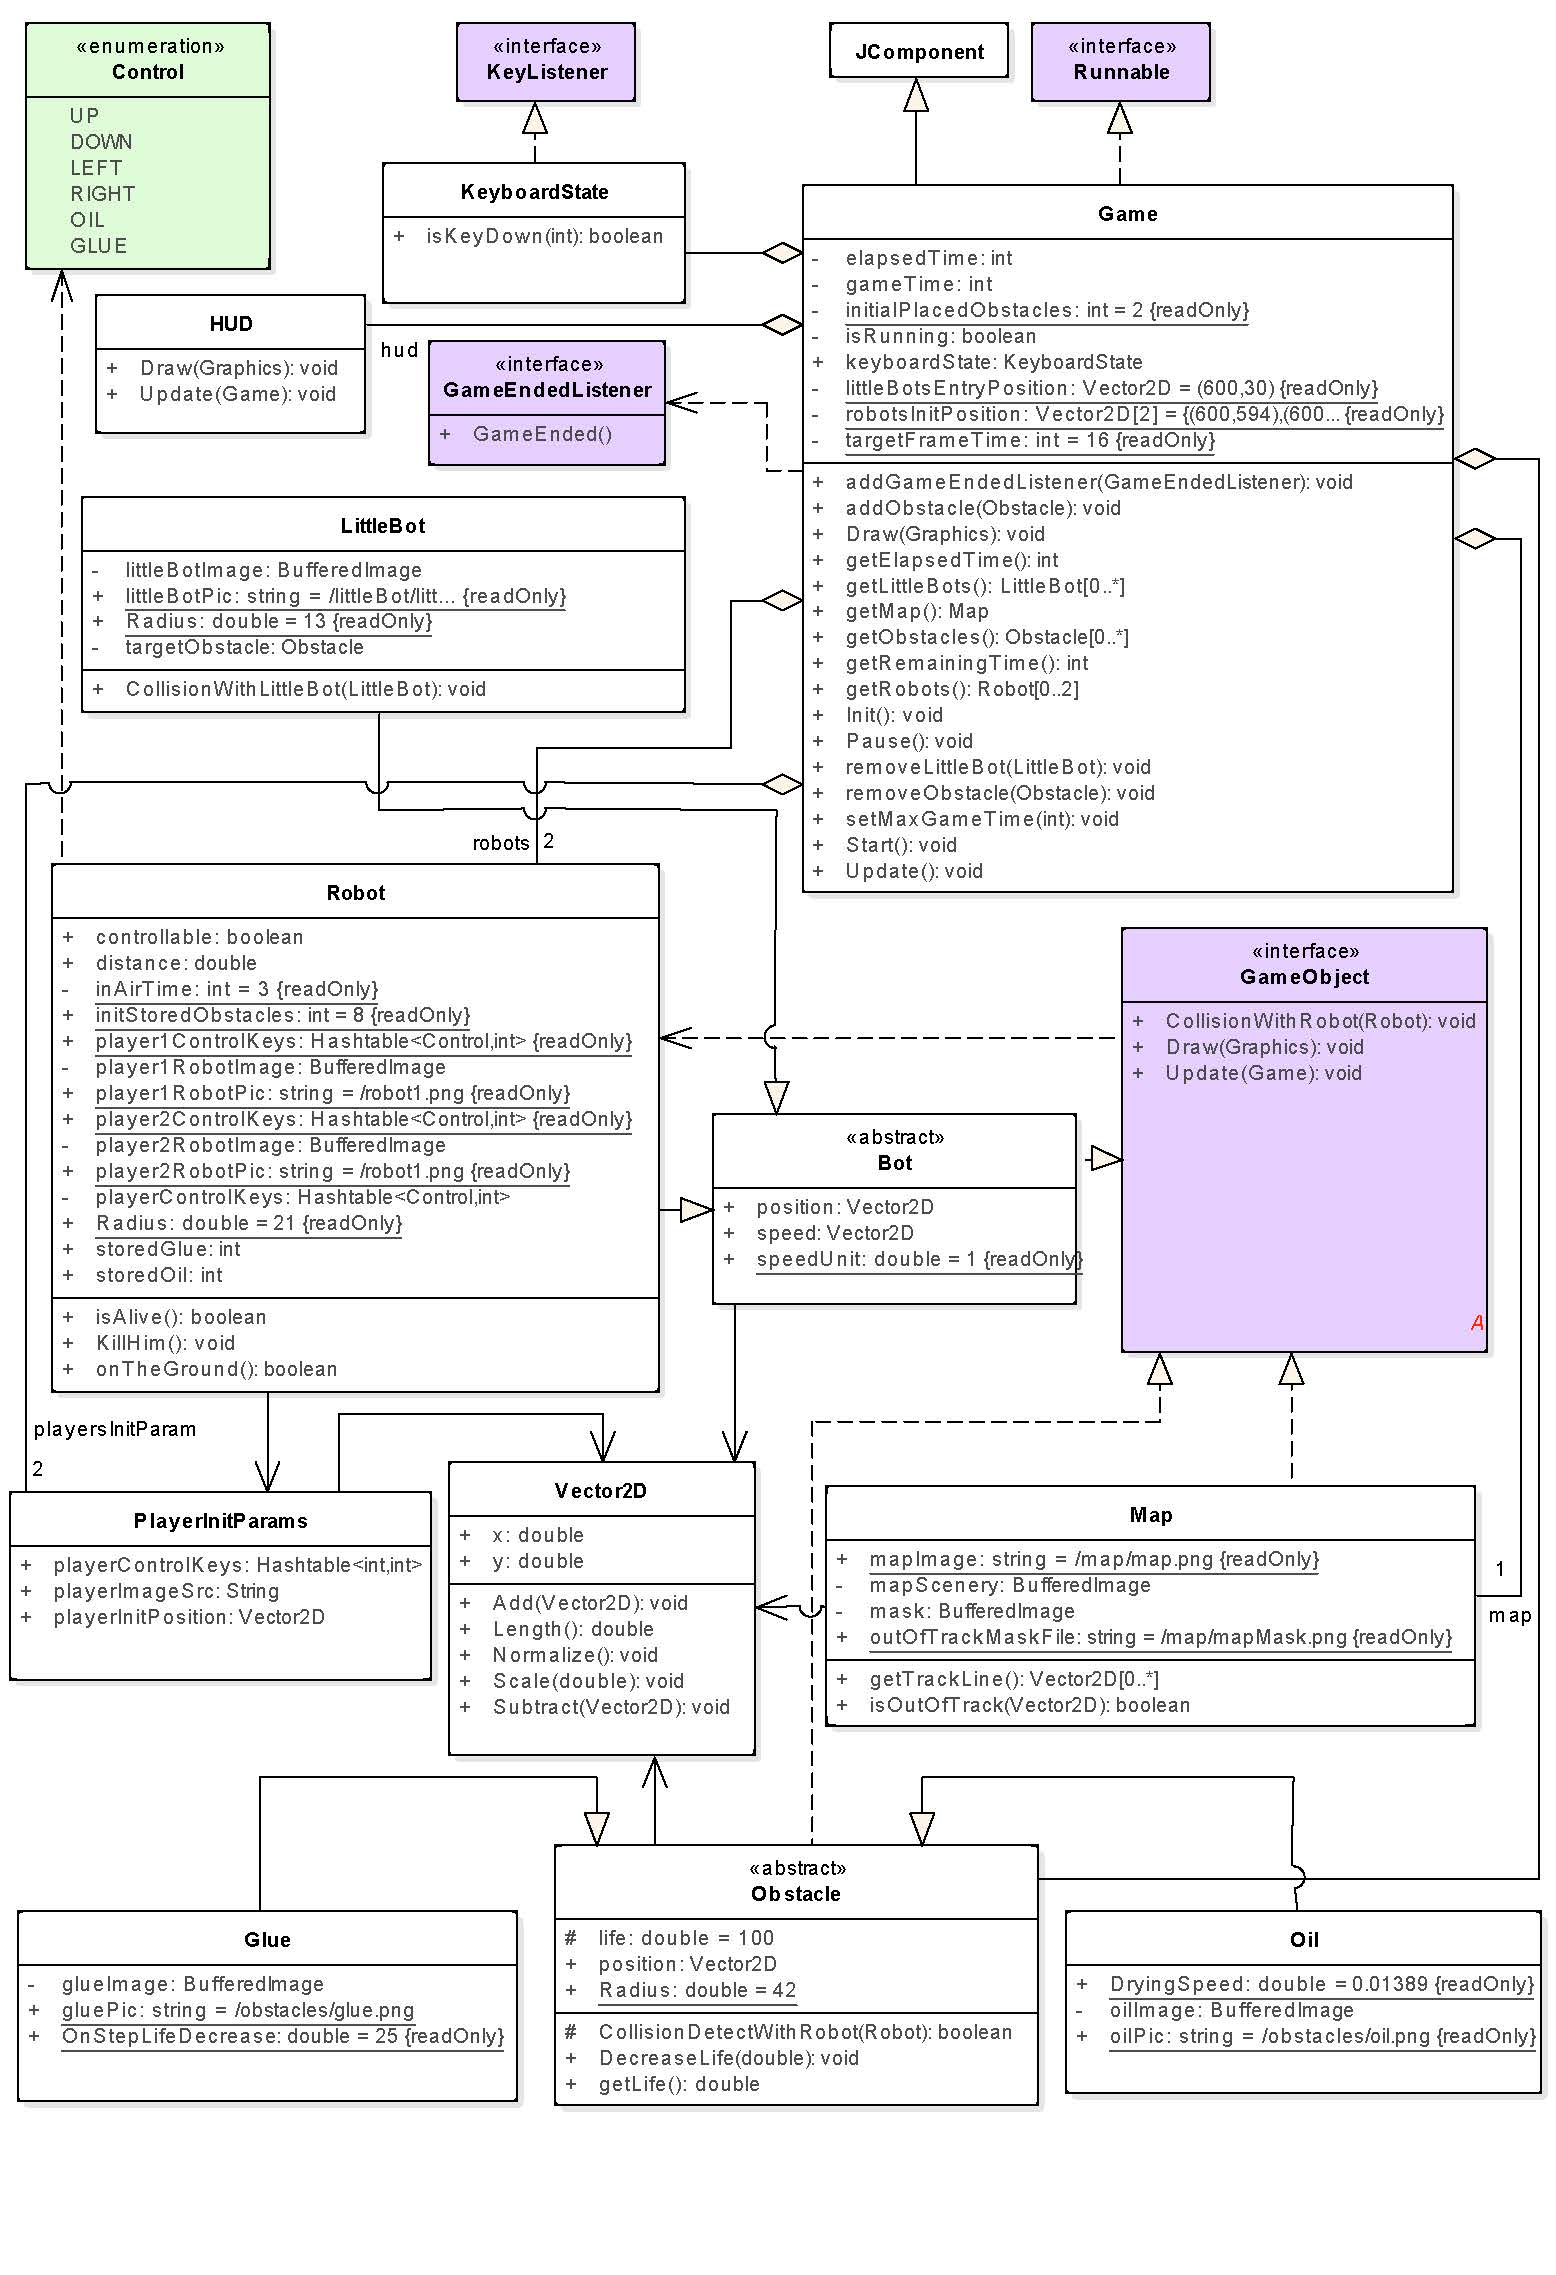 «enumeration»
Control
UP
DOWN
LEFT
RIGHT
OIL
GLUE
«interface»
KeyListener
JComponent
«interface»
Runnable
KeyboardState
+ isKeyDown(int): boolean
Game
- elapsedTime: int
- gameTime: int
- initialPlacedObstacles: int = 2 {readOnly}
- isRunning: boolean
+ keyboardState: KeyboardState
- littleBotsEntryPosition: Vector2D = (600,30) {readOnly}
- robotsInitPosition: Vector2D[2] = {(600,594),(600... {readOnly}
- targetFrameTime: int = 16 {readOnly}
+ addGameEndedListener(GameEndedListener): void
+ addObstacle(Obstacle): void
+ Draw(Graphics): void
+ getElapsedTime(): int
+ getLittleBots(): LittleBot[0..*]
+ getMap(): Map
+ getObstacles(): Obstacle[0..*]
+ getRemainingTime(): int
+ getRobots(): Robot[0..2]
+ Init(): void
+ Pause(): void
+ removeLittleBot(LittleBot): void
+ removeObstacle(Obstacle): void
+ setMaxGameTime(int): void
+ Start(): void
+ Update(): void
HUD
+ Draw(Graphics): void
+ Update(Game): void
hud
«interface»
GameEndedListener
+ GameEnded()
LittleBot
- littleBotImage: BufferedImage
+ littleBotPic: string = /littleBot/litt... {readOnly}
+ Radius: double = 13 {readOnly}
- targetObstacle: Obstacle
+ CollisionWithLittleBot(LittleBot): void
robots
2
Robot
+ controllable: boolean
+ distance: double
- inAirTime: int = 3 {readOnly}
+ initStoredObstacles: int = 8 {readOnly}
+ player1ControlKeys: Hashtable<Control,int> {readOnly}
- player1RobotImage: BufferedImage
+ player1RobotPic: string = /robot1.png {readOnly}
+ player2ControlKeys: Hashtable<Control,int> {readOnly}
- player2RobotImage: BufferedImage
+ player2RobotPic: string = /robot1.png {readOnly}
- playerControlKeys: Hashtable<Control,int>
+ Radius: double = 21 {readOnly}
+ storedGlue: int
+ storedOil: int
+ isAlive(): boolean
+ KillHim(): void
+ onTheGround(): boolean
«interface»
GameObject
+ CollisionWithRobot(Robot): void
+ Draw(Graphics): void
+ Update(Game): void
A
«abstract»
Bot
+ position: Vector2D
+ speed: Vector2D
+ speedUnit: double = 1 {readOnly}
playersInitParam
2
PlayerInitParams
+ playerControlKeys: Hashtable<int,int>
+ playerImageSrc: String
+ playerInitPosition: Vector2D
Vector2D
+ x: double
+ y: double
+ Add(Vector2D): void
+ Length(): double
+ Normalize(): void
+ Scale(double): void
+ Subtract(Vector2D): void
Map
+ mapImage: string = /map/map.png {readOnly}
- mapScenery: BufferedImage
- mask: BufferedImage
+ outOfTrackMaskFile: string = /map/mapMask.png {readOnly}
+ getTrackLine(): Vector2D[0..*]
+ isOutOfTrack(Vector2D): boolean
1
map
Glue
- glueImage: BufferedImage
+ gluePic: string = /obstacles/glue.png
+ OnStepLifeDecrease: double = 25 {readOnly}
«abstract»
Obstacle
# life: double = 100
+ position: Vector2D
+ Radius: double = 42
# CollisionDetectWithRobot(Robot): boolean
+ DecreaseLife(double): void
+ getLife(): double
Oil
+ DryingSpeed: double = 0.01389 {readOnly}
- oilImage: BufferedImage
+ oilPic: string = /obstacles/oil.png {readOnly}